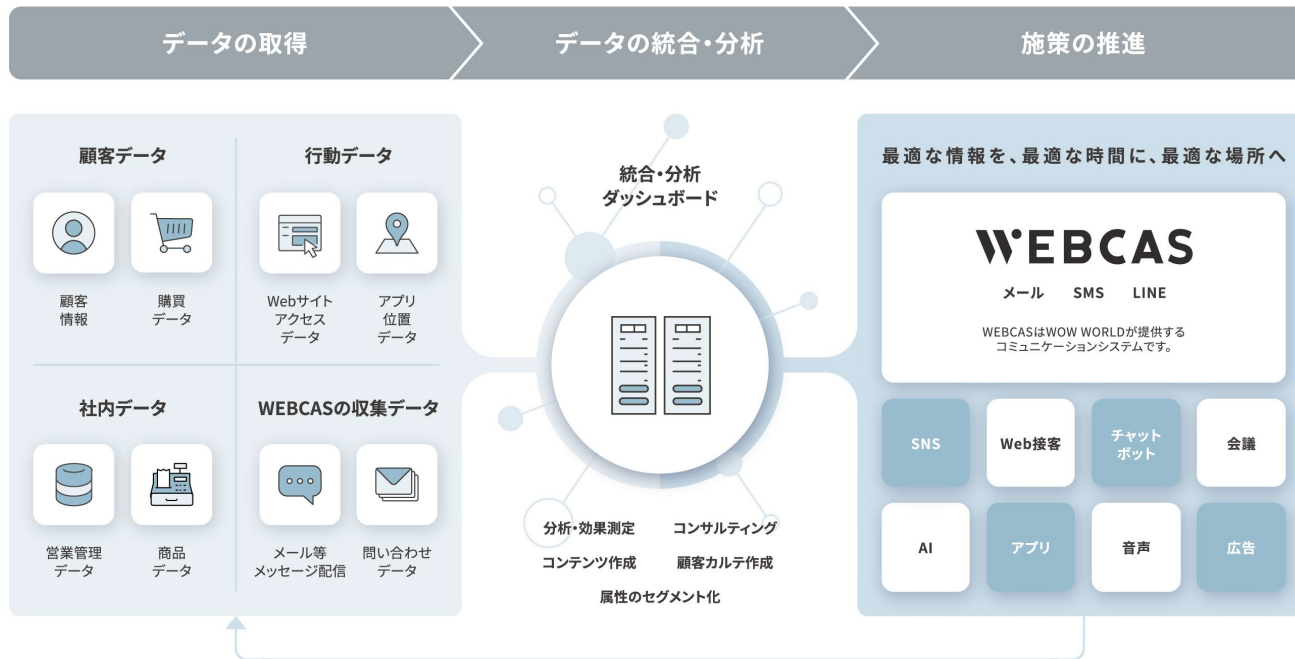 データの取得
データの統合・分析
施策の推進
顧客データ
顧客
情報
購買
データ
行動データ
Webサイト
アクセス
データ
アプリ
位置
データ
社内データ
営業管理
データ
商品
データ
WEBCASの収集データ
メール等
メッセージ配信
問い合わせ
データ
統合・分析
ダッシュボード
分析・効果測定
コンサルティング
コンテンツ作成
顧客カルテ作成
属性のセグメント化
最適な情報を、最適な時間に、最適な場所へ
WEBCAS
メール SMS LINE
WEBCASはWOW WORLDが提供する
コミュニケーションシステムです。
SNS
Web接客
チャット
ボット
会議
AI
アプリ
音声
広告